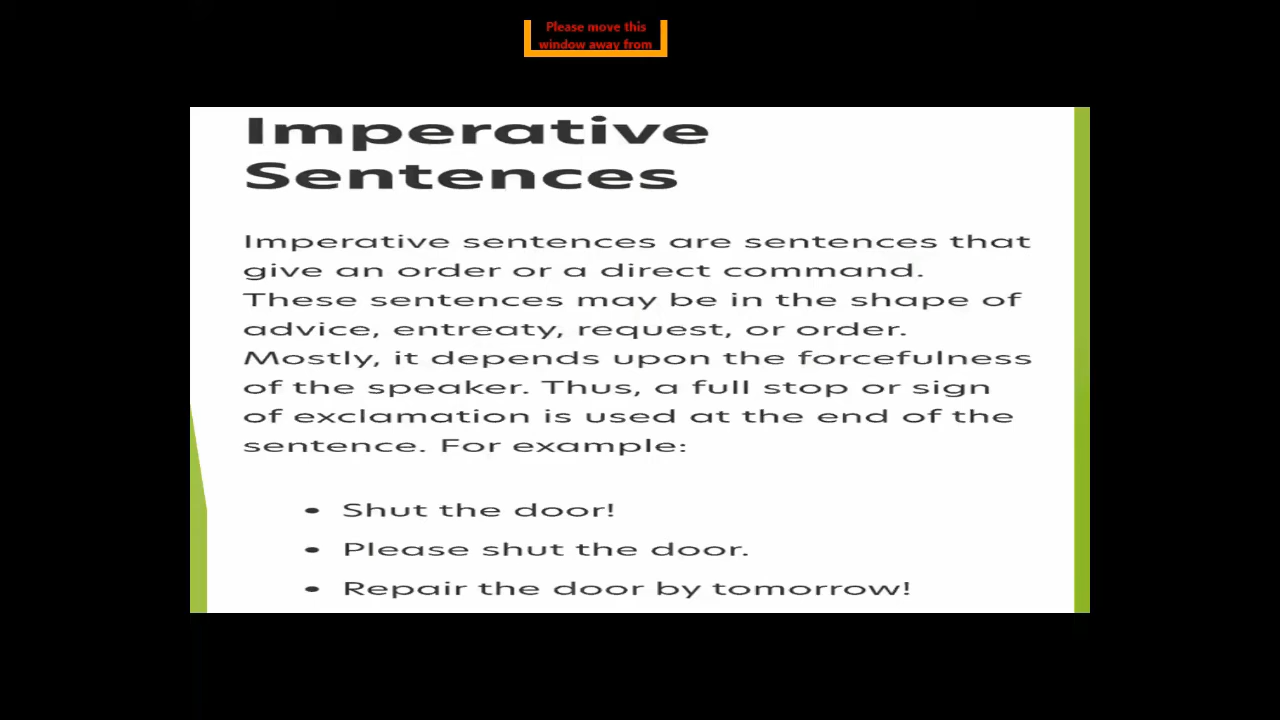 Please move this
window away from
Imperative
Sentences
Imperative sentences are sentences that
give an order or a direct command.
These sentences may be in the shape of
advice, entreaty, request, or order.
Mostly, it depends upon the forcefulness
of the speaker. Thus, a full stop or sign
of exclamation is used at the end of the
sentence. For example:
• Shut the door!
• Please shut the door.
• Repair the door by tomorrow!